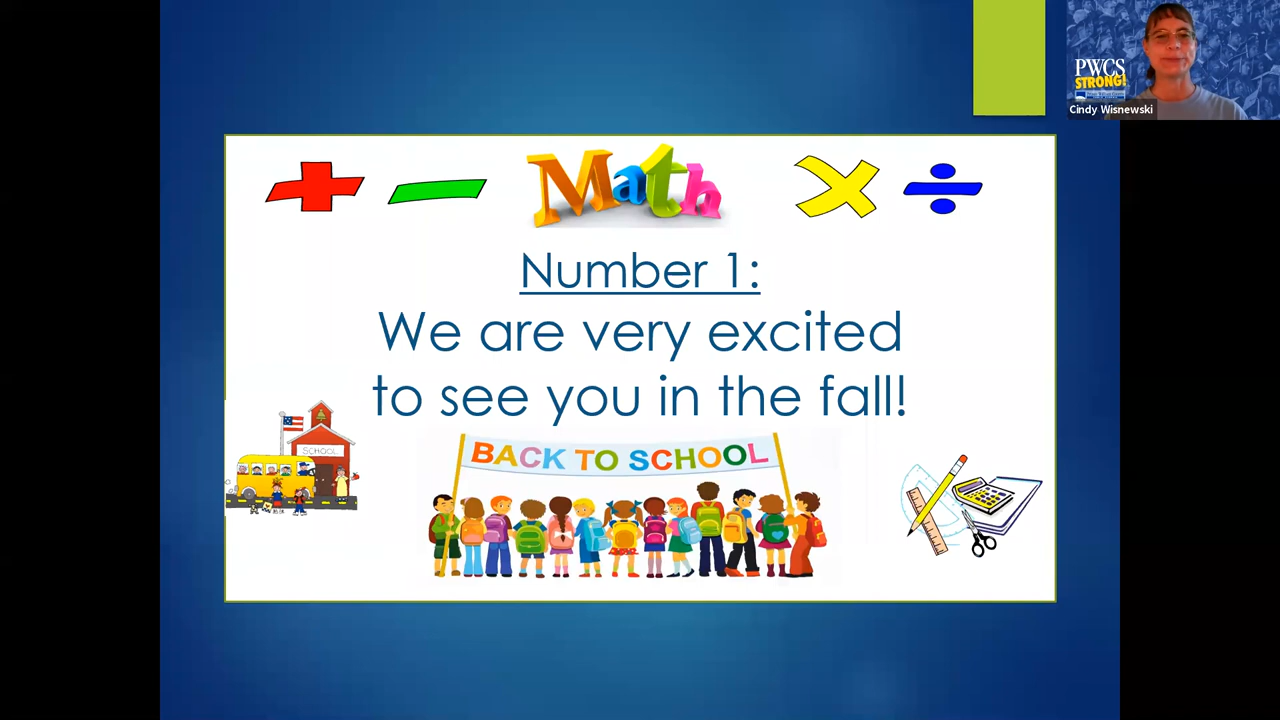 Math
Number 1:
We are very excited
to see you in the fall!
SCHOOL
BACK TO SCHOOL
PWCS
STRONG!
Cindy Wisnewski